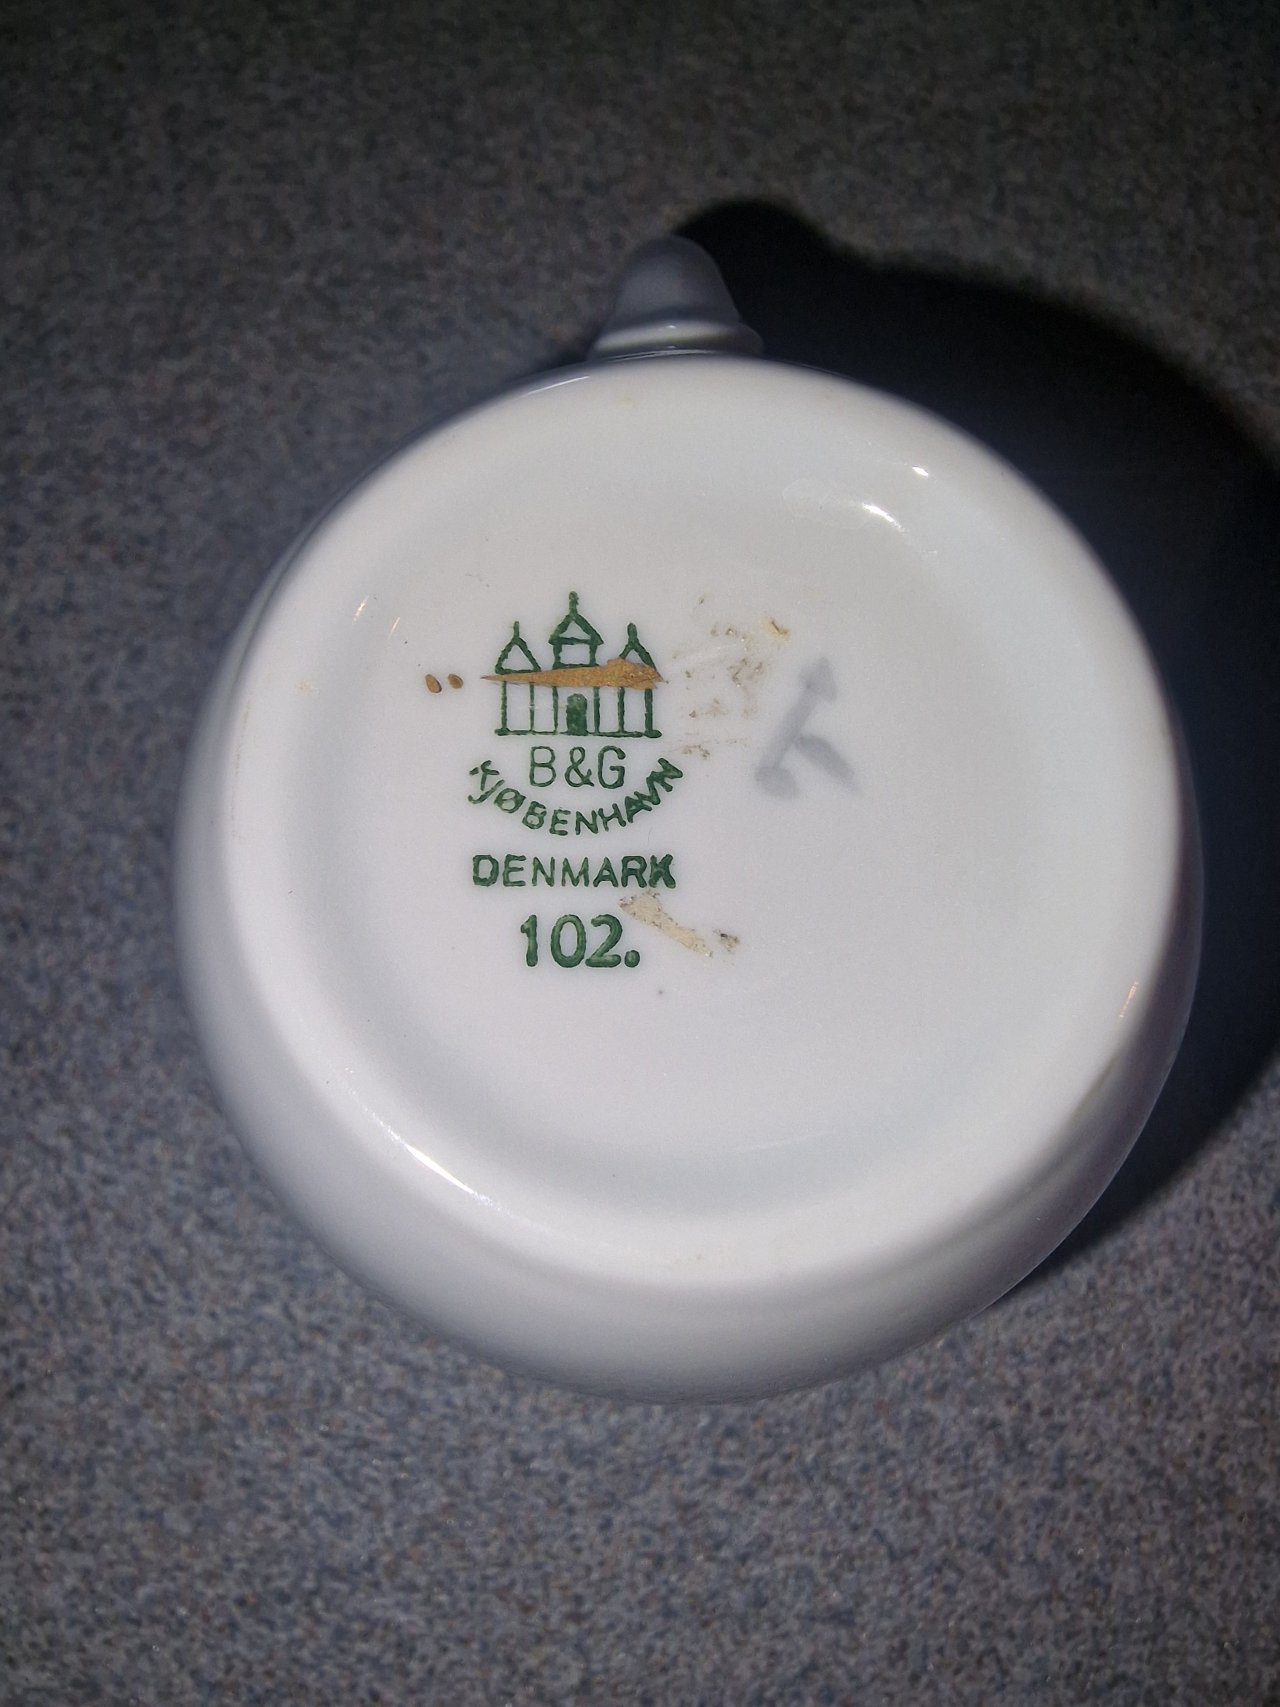 B&G
KJØBENHAVN
DENMARK
102.